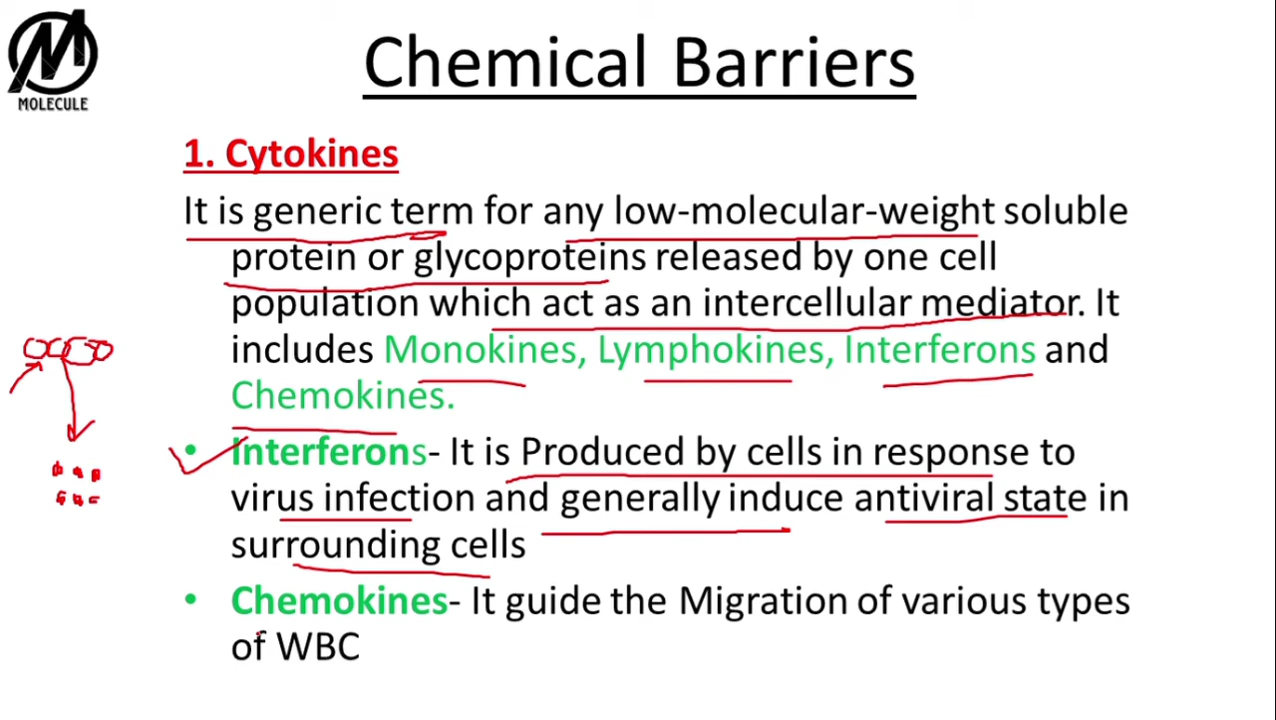 M
MOLECULE
Chemical Barriers
1. Cytokines
It is generic term for any low-molecular-weight soluble
protein or glycoproteins released by one cell
population which act as an intercellular mediator. It
includes Monokines, Lymphokines, Interferons and
Chemokines.
• Interferons- It is Produced by cells in response to
virus infection and generally induce antiviral state in
surrounding cells
• Chemokines- It guide the Migration of various types
of WBC